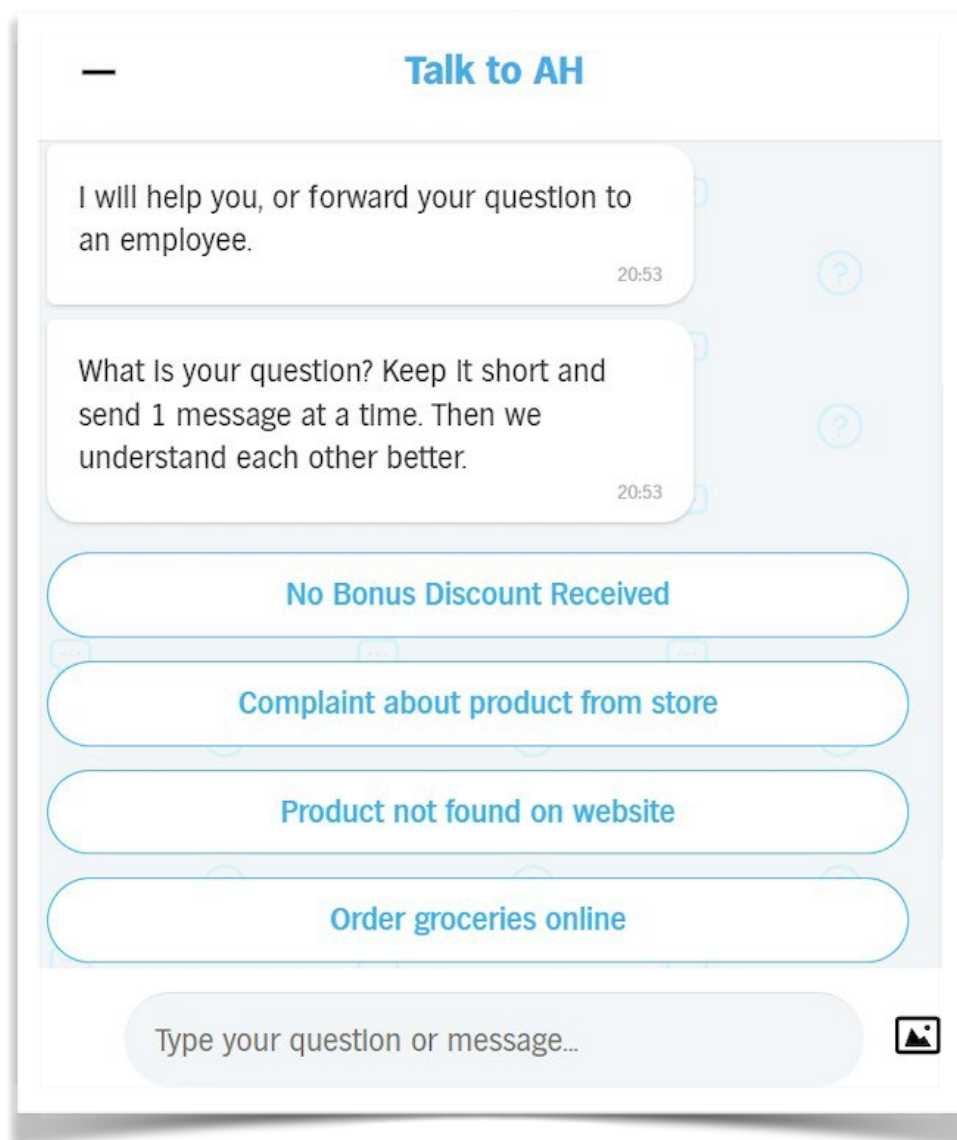 Talk to AH
I will help you, or forward your question to
an employee.
20:53
What is your question? Keep it short and
send 1 message at a time. Then we
understand each other better.
20:53
No Bonus Discount Received
Complaint about product from store
Product not found on website
Order groceries online
Type your question or message...